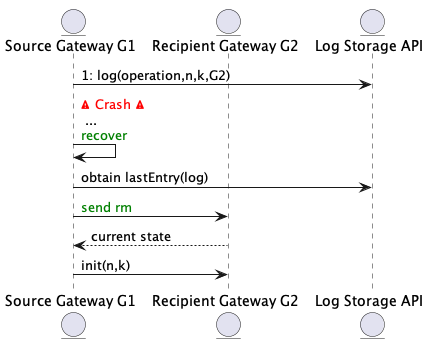 Source Gateway G1 Recipient Gateway G2 Log Storage API
1: log(operation,n,k,G2)
⚠ Crash ⚠
...
recover
obtain lastEntry(log)
send rm
current state
init(n,k)
Source Gateway G1 Recipient Gateway G2 Log Storage API